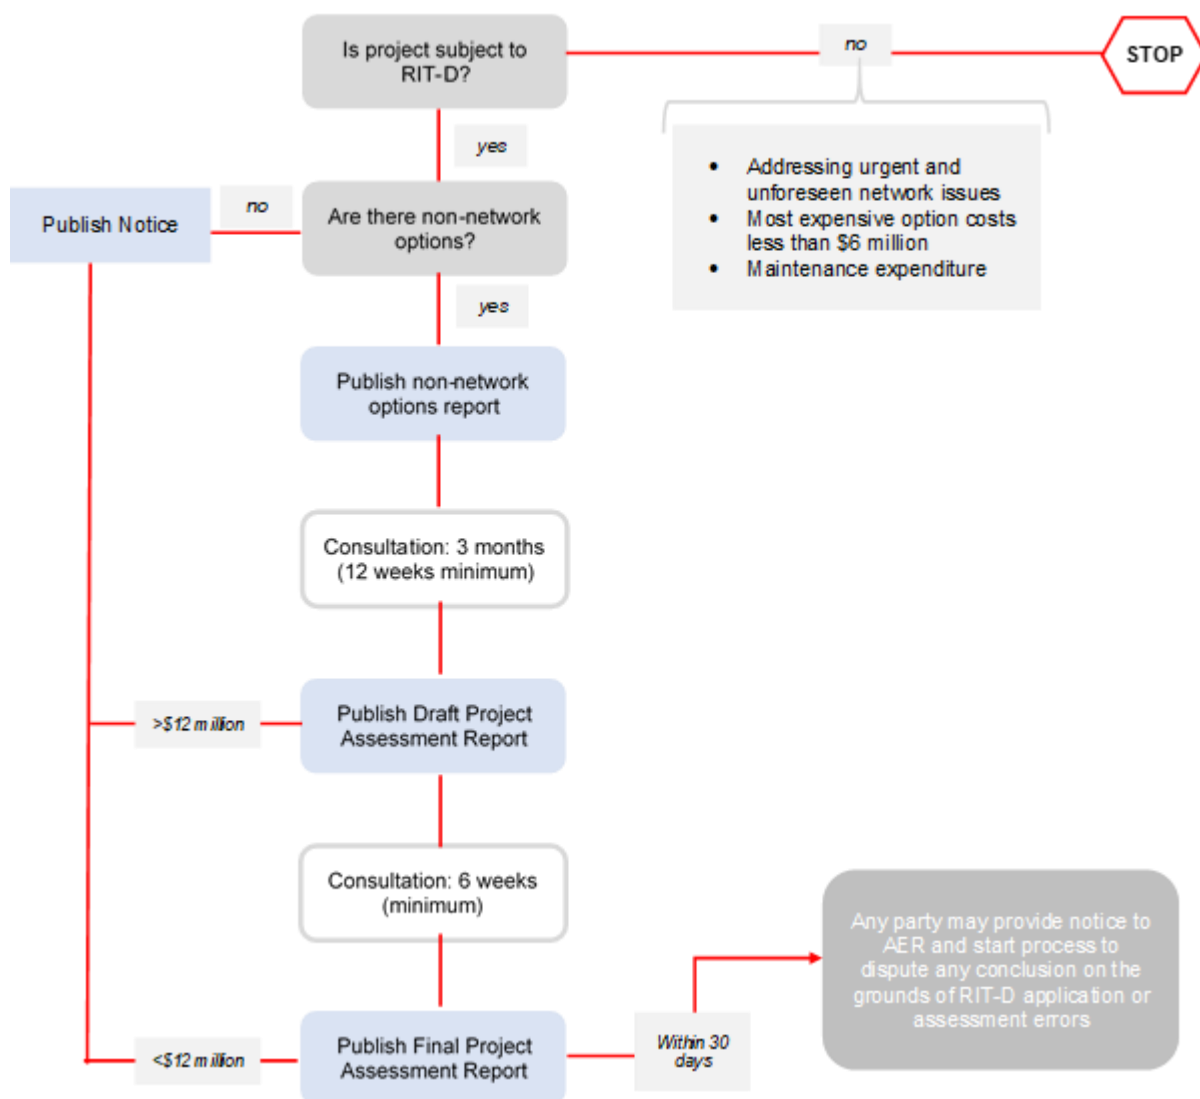 Is project subject to
RIT-D?
no
STOP
yes
• Addressing urgent and
unforeseen network issues
• Most expensive option costs
less than $6 million
• Maintenance expenditure
Publish Notice
no
Are there non-network
options?
yes
Publish non-network
options report
Consultation: 3 months
(12 weeks minimum)
>$12 million
Publish Draft Project
Assessment Report
Consultation: 6 weeks
(minimum)
Any party may provide notice to
AER and start process to
dispute any conclusion on the
grounds of RIT-D application or
assessment errors
<$12 million
Publish Final Project
Assessment Report
Within 30
days